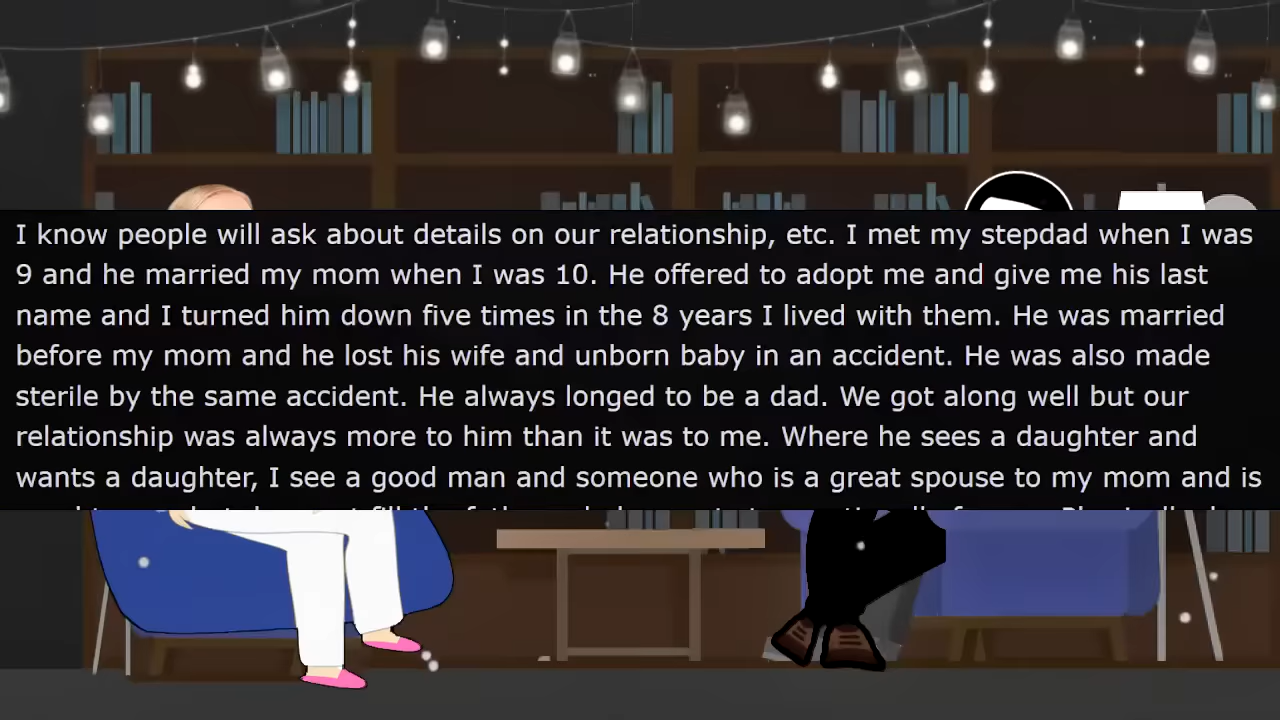 I know people will ask about details on our relationship, etc. I met my stepdad when I was
9 and he married my mom when I was 10. He offered to adopt me and give me his last
name and I turned him down five times in the 8 years I lived with them. He was married
before my mom and he lost his wife and unborn baby in an accident. He was also made
sterile by the same accident. He always longed to be a dad. We got along well but our
relationship was always more to him than it was to me. Where he sees a daughter and
wants a daughter, I see a good man and someone who is a great spouse to my mom and is